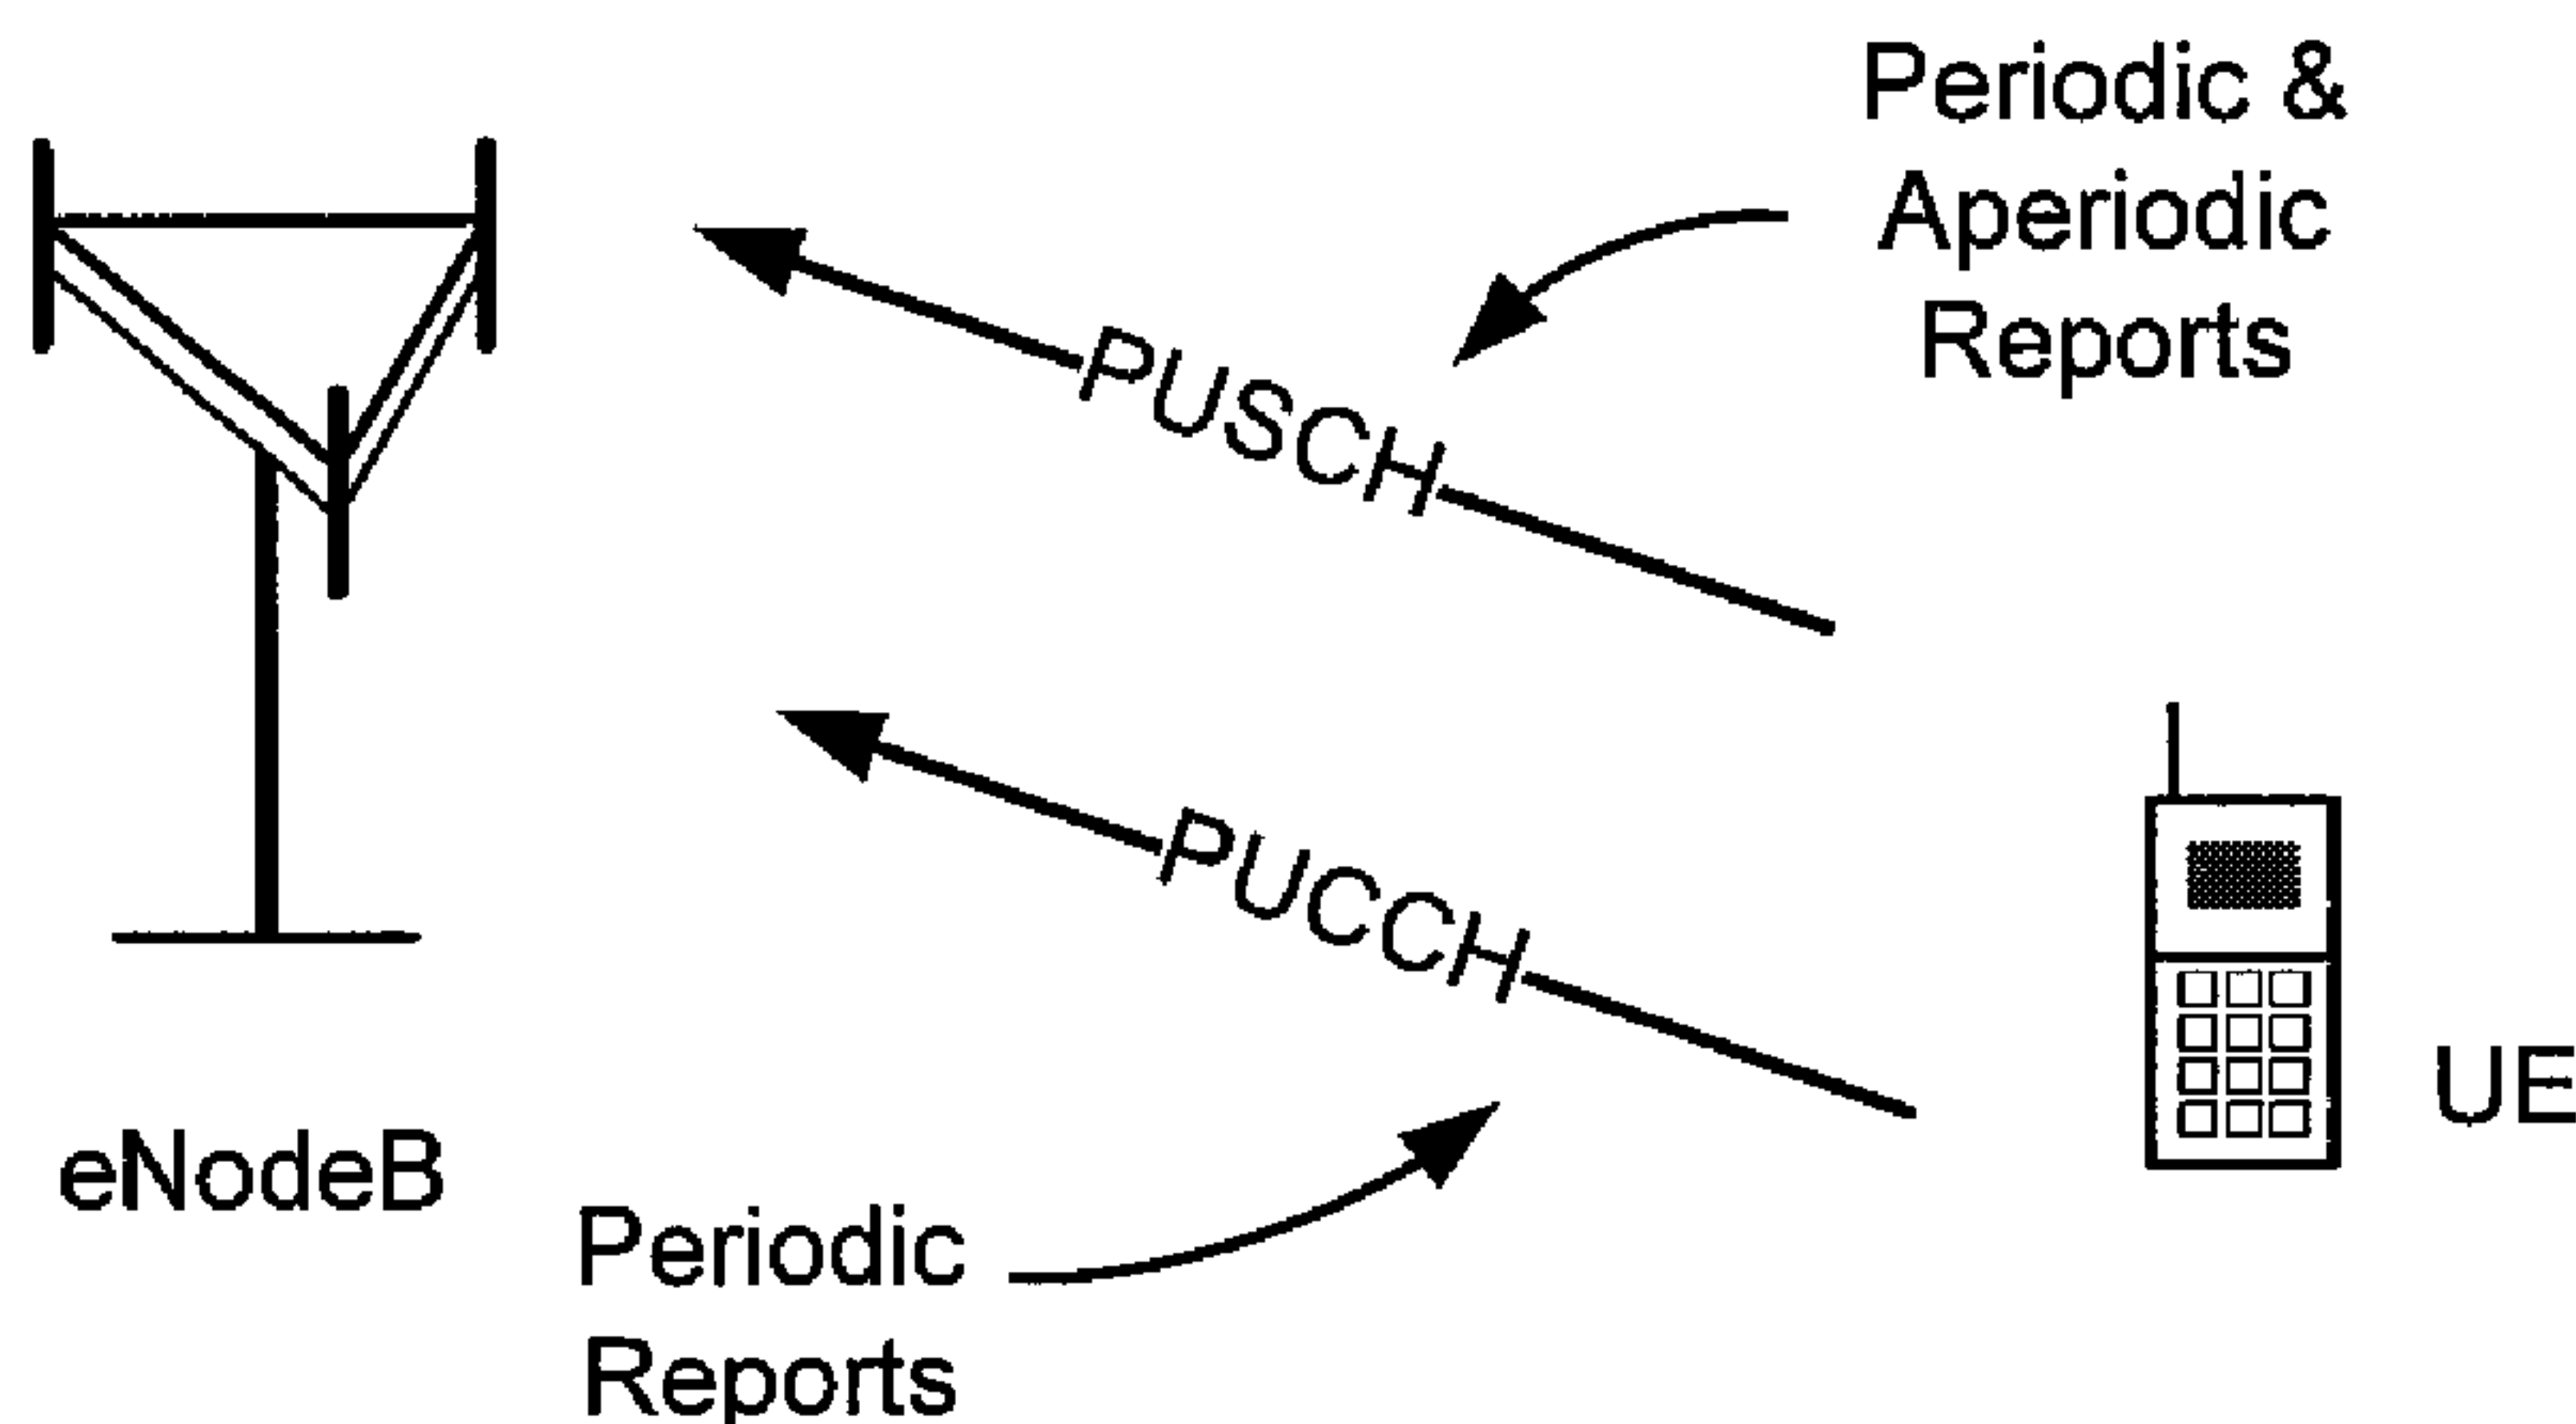 Periodic &
Aperiodic
Reports
PUSCH
PUCCH
UE
eNodeB
Periodic
Reports